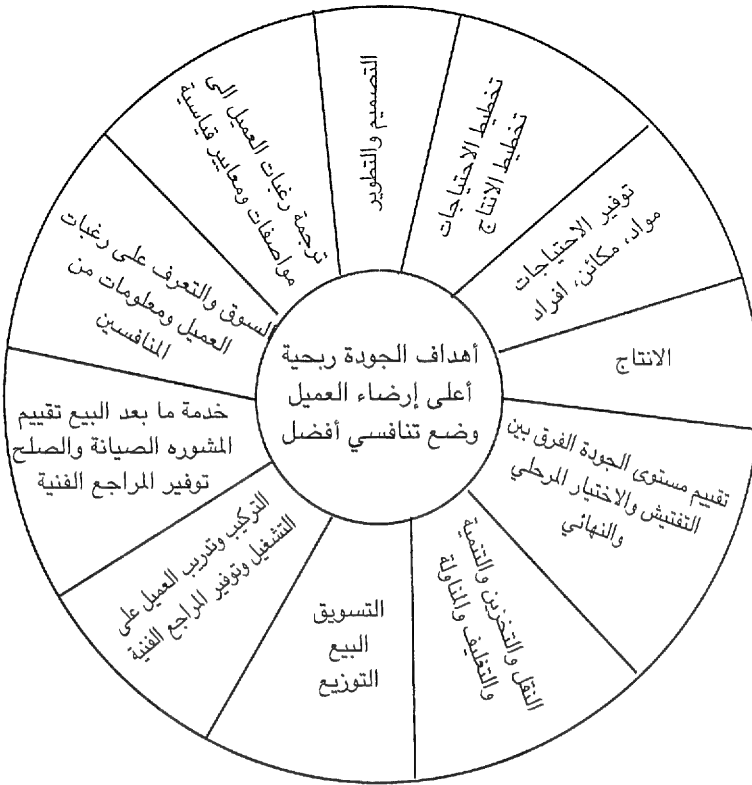 أهداف الجودة ربحية
أعلى إرضاء العميل
وضع تنافسي أفضل
السوق والتعرف على رغبات
العميل ومعلومات من
المنافسين
ترجمة رغبات العميل الى
مواصفات ومعايير قياسية
التصميم والتطوير
تخطيط الاحتياجات
تخطيط الانتاج
توفير الاحتياجات
مواد، مكائن، افراد
الانتاج
تقييم مستوى الجودة الفرق بين
التفتيش والاختيار المرحلي
والنهائي
النقل والتخزين والتنمية
والتغليف والمناولة
التسويق
البيع
التوزيع
التركيب وتدريب العميل على
التشغيل وتوفير المراجع الفنية
خدمة ما بعد البيع تقييم
المشوره الصيانة والصلح
توفير المراجع الفنية